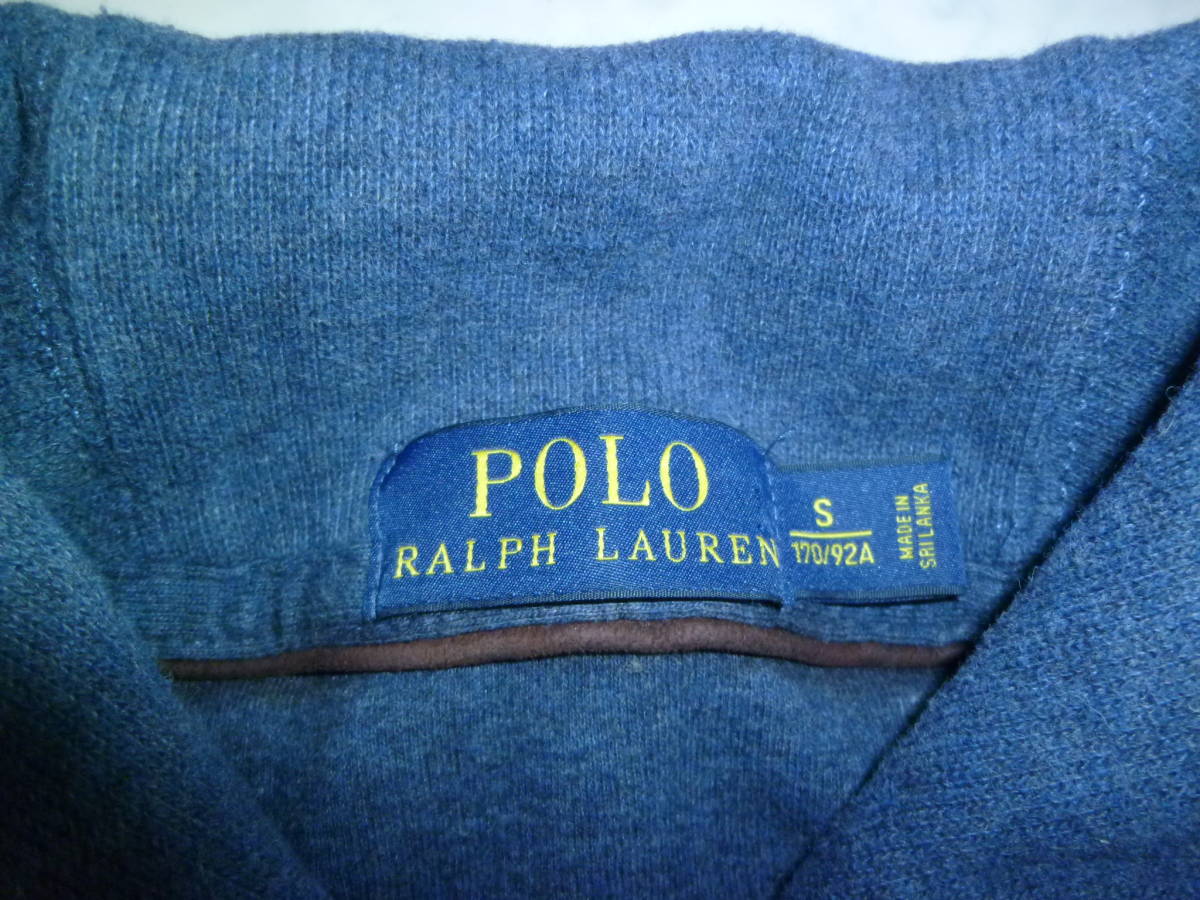 POLO
RALPH LAUREN
S
170/92A
MADE IN
SRI LANKA